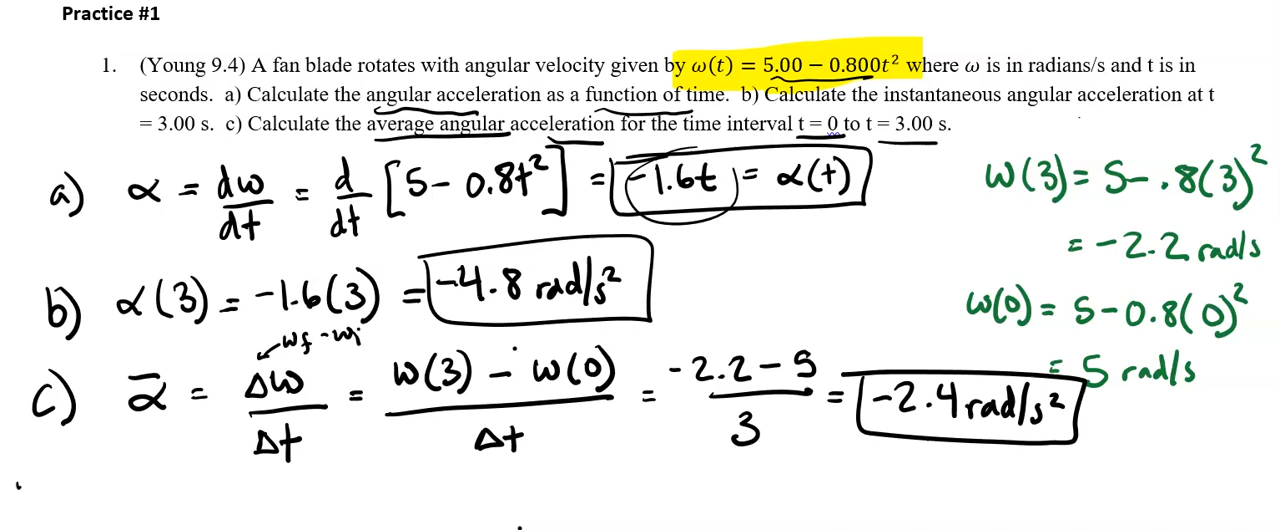 Practice #1
1. (Young 9.4) A fan blade rotates with angular velocity given by ω(t) = 5.00 − 0.800t² where ω is in radians/s and t is in
seconds. a) Calculate the angular acceleration as a function of time. b) Calculate the instantaneous angular acceleration at t
= 3.00 s. c) Calculate the average angular acceleration for the time interval t = 0 to t = 3.00 s.
a) α = dω/dt = d/dt [5 - 0.8t²] = -1.6t = α(t)
ω(3) = 5 - .8(3)²
= -2.2 rad/s
b) α(3) = -1.6(3) = -4.8 rad/s²
ω(0) = 5 - 0.8(0)²
= 5 rad/s
ωf - ωi
c) α̅ = Δω/Δt = ω(3) - ω(0)/Δt = -2.2 - 5/3 = -2.4 rad/s²